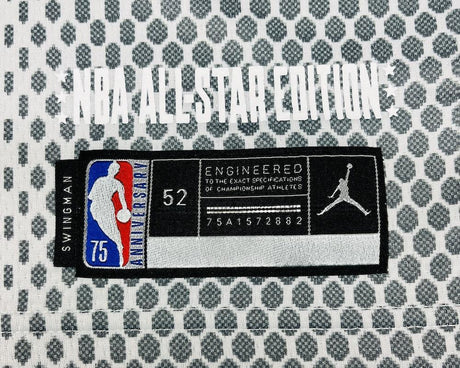 NBA ALL-STAR EDITION
SWINGMAN
75
ANNIVERSARY
52
ENGINEERED
TO THE EXACT SPECIFICATIONS
OF CHAMPIONSHIP ATHLETES
75A1572882